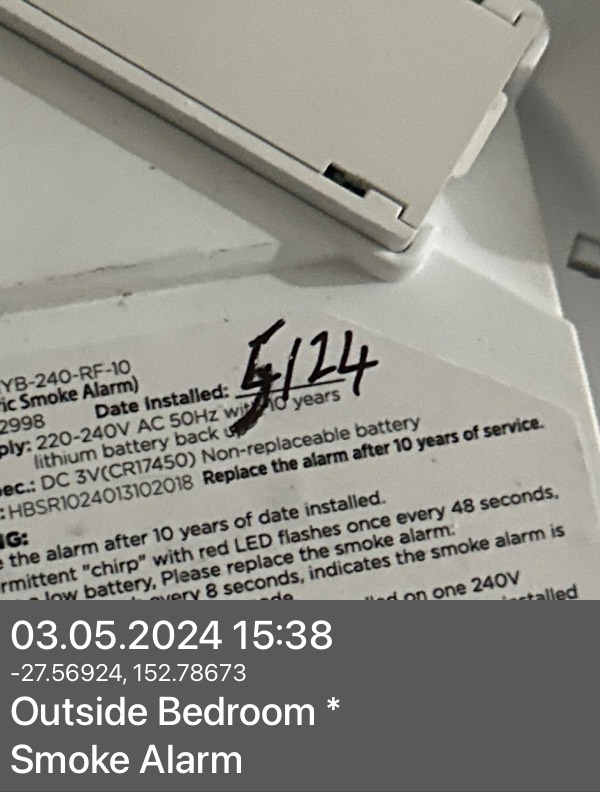 YB-240-RF-10
ic Smoke Alarm)
2998 Date Installed: 5/24
ply: 220-240V AC 50Hz with 10 years
lithium battery back up
ec.: DC 3V(CR17450) Non-replaceable battery
: HBSR1024013102018 Replace the alarm after 10 years of service.
NG:
e the alarm after 10 years of date installed.
rmittent "chirp" with red LED flashes once every 48 seconds,
low battery, Please replace the smoke alarm.
every 8 seconds, indicates the smoke alarm is
on one 240V
03.05.2024 15:38
-27.56924, 152.78673
Outside Bedroom *
Smoke Alarm